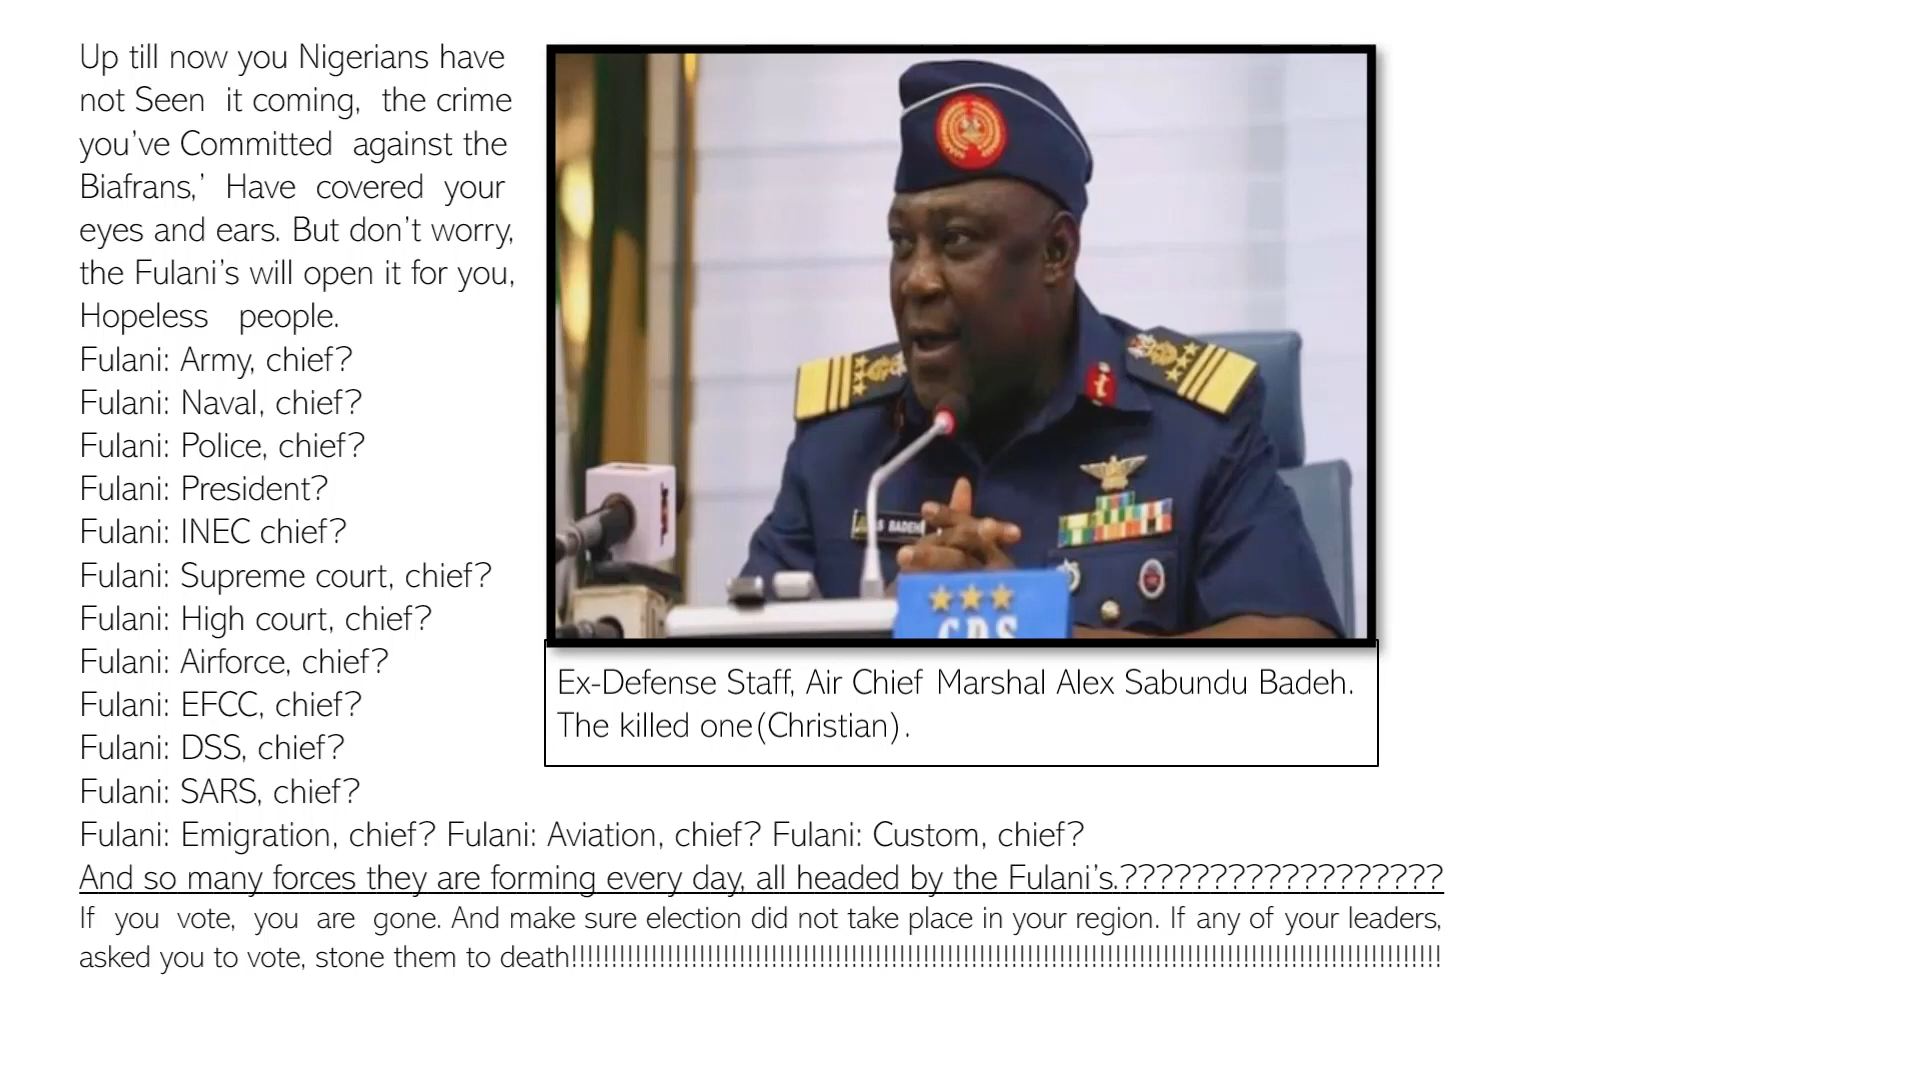 Up till now you Nigerians have
not Seen it coming, the crime
you've Committed against the
Biafrans,' Have covered your
eyes and ears. But don't worry,
the Fulani's will open it for you,
Hopeless people.
Fulani: Army, chief?
Fulani: Naval, chief?
Fulani: Police, chief?
Fulani: President?
Fulani: INEC chief?
Fulani: Supreme court, chief?
Fulani: High court, chief?
Fulani: Airforce, chief?
Fulani: EFCC, chief?
Fulani: DSS, chief?
Fulani: SARS, chief?
BADEH
CDS
Ex-Defense Staff, Air Chief Marshal Alex Sabundu Badeh.
The killed one(Christian).
Fulani: Emigration, chief? Fulani: Aviation, chief? Fulani: Custom, chief?
And so many forces they are forming every day, all headed by the Fulani's.??????????????????
If you vote, you are gone. And make sure election did not take place in your region. If any of your leaders,
asked you to vote, stone them to death!!!!!!!!!!!!!!!!!!!!!!!!!!!!!!!!!!!!!!!!!!!!!!!!!!!!!!!!!!!!!!!!!!!!!!!!!!!!!!!!!!!!!!!!!!!!!!!!!!!!!!!!!!!!!